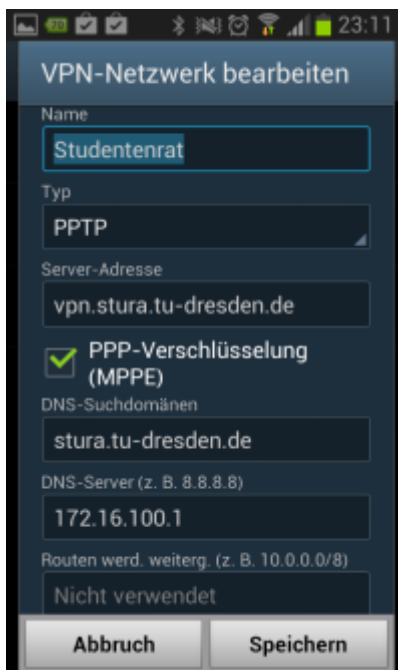 23:11
VPN-Netzwerk bearbeiten
Name
Studentenrat
Typ
PPTP
Server-Adresse
vpn.stura.tu-dresden.de
PPP-Verschlüsselung
(MPPE)
DNS-Suchdomänen
stura.tu-dresden.de
DNS-Server (z. B. 8.8.8.8)
172.16.100.1
Routen werd. weiterg. (z. B. 10.0.0.0/8)
Nicht verwendet
Abbruch Speichern